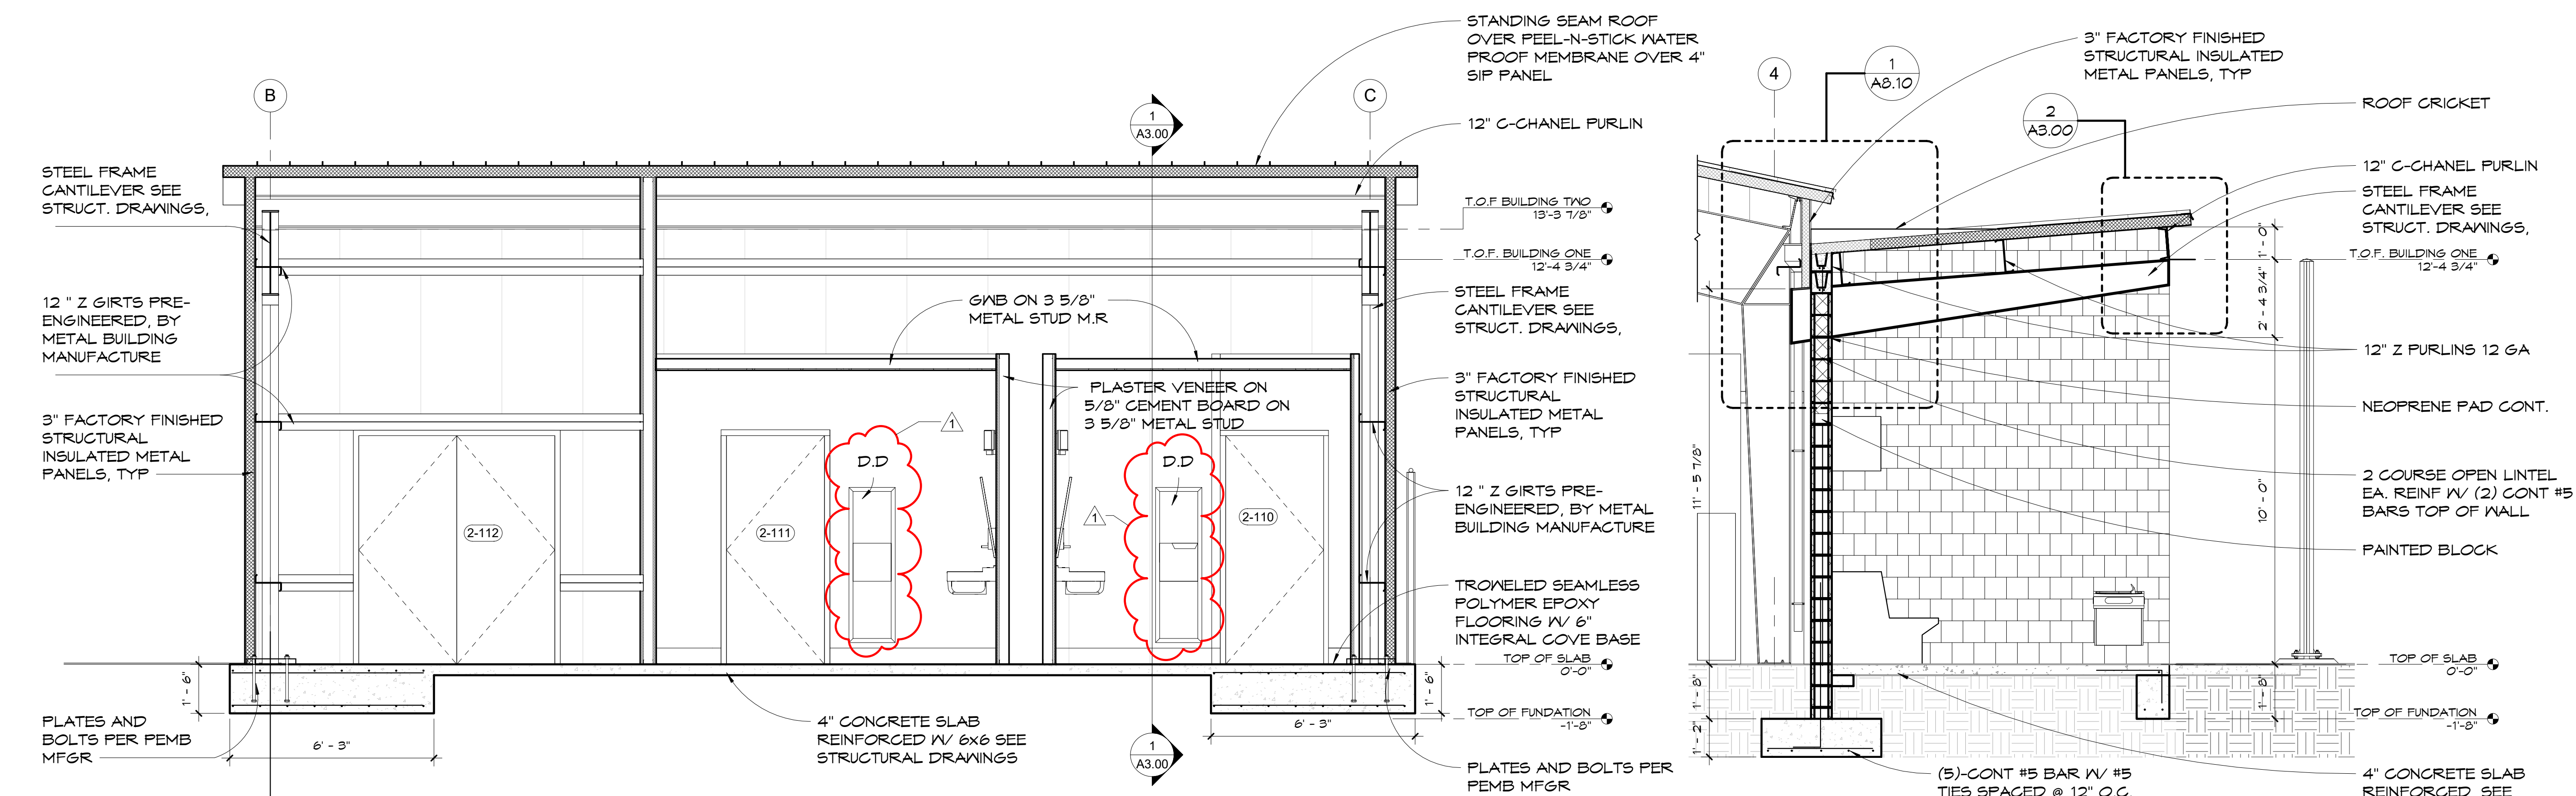 B
C
1
A3.00
STANDING SEAM ROOF
OVER PEEL-N-STICK WATER
PROOF MEMBRANE OVER 4"
SIP PANEL
12" C-CHANEL PURLIN
STEEL FRAME
CANTILEVER SEE
STRUCT. DRAWINGS,
12 " Z GIRTS PRE-
ENGINEERED, BY
METAL BUILDING
MANUFACTURE
3" FACTORY FINISHED
STRUCTURAL
INSULATED METAL
PANELS, TYP
T.O.F BUILDING TWO
13'-3 7/8"
T.O.F. BUILDING ONE
12'-4 3/4"
GWB ON 3 5/8"
METAL STUD M.R
STEEL FRAME
CANTILEVER SEE
STRUCT. DRAWINGS,
PLASTER VENEER ON
5/8" CEMENT BOARD ON
3 5/8" METAL STUD
3" FACTORY FINISHED
STRUCTURAL
INSULATED METAL
PANELS, TYP
1
D.D
1
D.D
2-112
2-111
2-110
12 " Z GIRTS PRE-
ENGINEERED, BY METAL
BUILDING MANUFACTURE
TROWELED SEAMLESS
POLYMER EPOXY
FLOORING W/ 6"
INTEGRAL COVE BASE
TOP OF SLAB
0'-0"
TOP OF FUNDATION
-1'-8"
1' - 6"
1' - 6"
6' - 3"
6' - 3"
PLATES AND
BOLTS PER PEMB
MFGR
4" CONCRETE SLAB
REINFORCED W/ 6x6 SEE
STRUCTURAL DRAWINGS
1
A3.00
PLATES AND BOLTS PER
PEMB MFGR
4
1
A8.10
3" FACTORY FINISHED
STRUCTURAL INSULATED
METAL PANELS, TYP
2
A3.00
ROOF CRICKET
12" C-CHANEL PURLIN
STEEL FRAME
CANTILEVER SEE
STRUCT. DRAWINGS,
1' - 0"
T.O.F. BUILDING ONE
12'-4 3/4"
2' - 4 3/4"
12" Z PURLINS 12 GA
NEOPRENE PAD CONT.
11' - 5 7/8"
10' - 0"
2 COURSE OPEN LINTEL
EA. REINF W/ (2) CONT #5
BARS TOP OF WALL
PAINTED BLOCK
TOP OF SLAB
0'-0"
1' - 8"
1' - 8"
TOP OF FUNDATION
-1'-8"
1' - 2"
(5)-CONT #5 BAR W/ #5
TIES SPACED @ 12" O.C.
4" CONCRETE SLAB
REINFORCED SEE